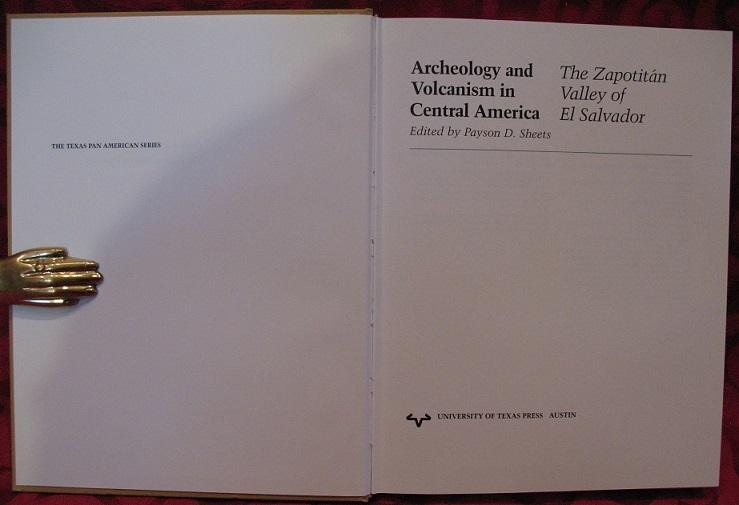 THE TEXAS PAN AMERICAN SERIES
Archeology and
Volcanism in
Central America
Edited by Payson D. Sheets
The Zapotitán
Valley of
El Salvador
UNIVERSITY OF TEXAS PRESS AUSTIN